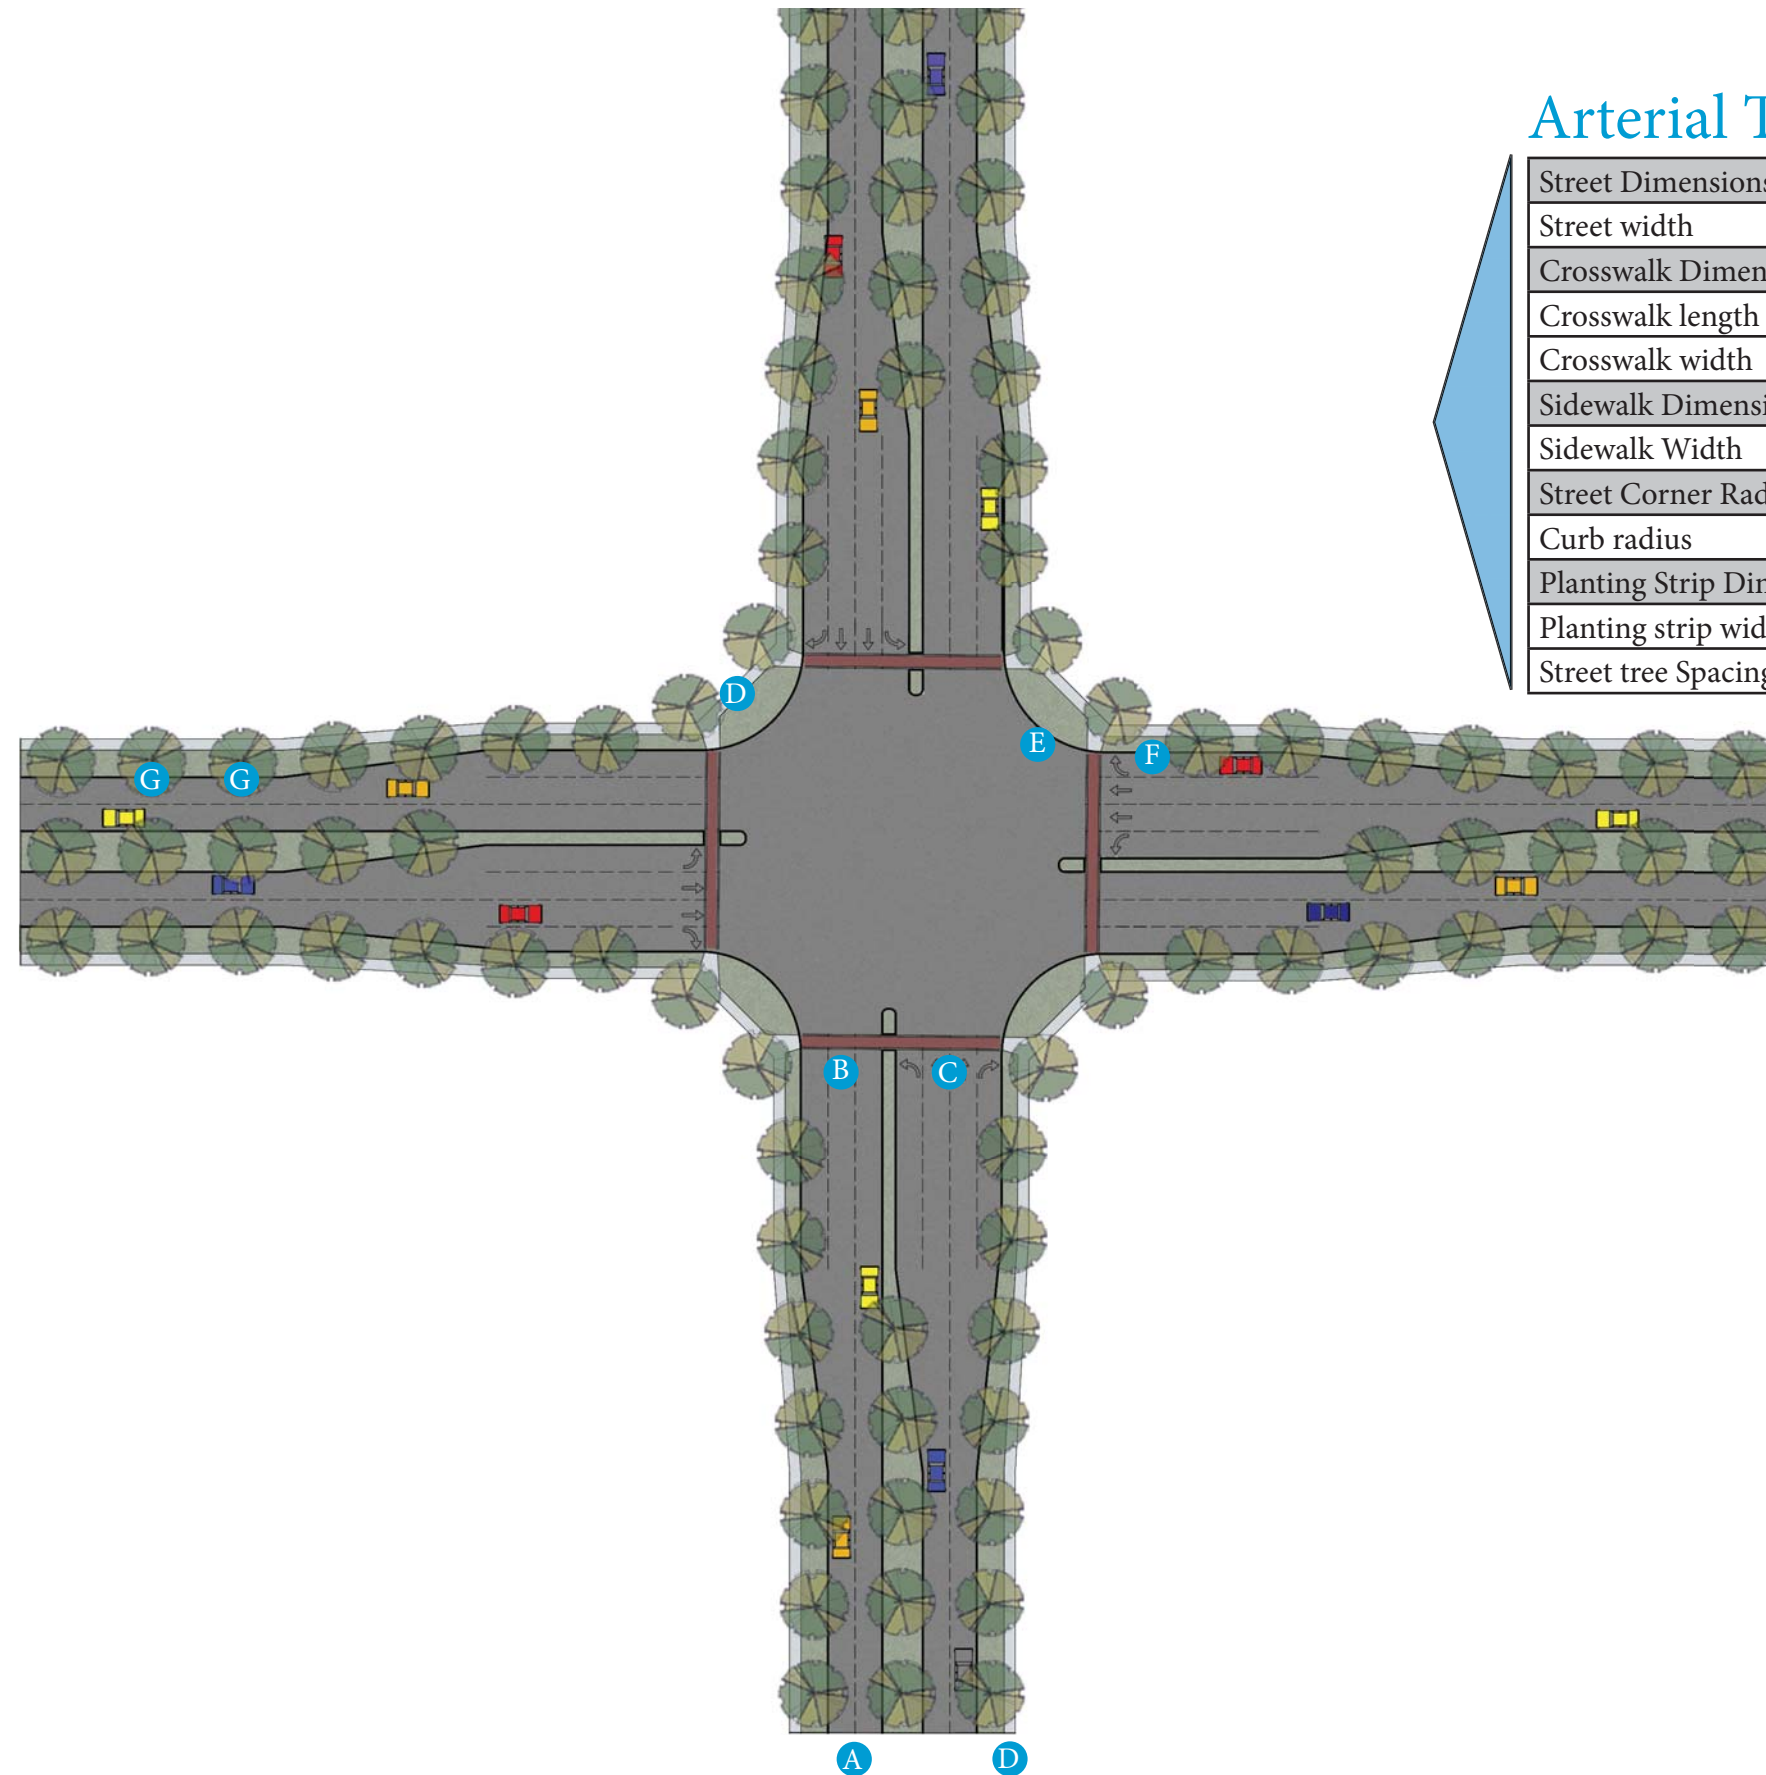 Arterial T
Street Dimensions
Street width
Crosswalk Dimen
Crosswalk length
Crosswalk width
Sidewalk Dimensi
Sidewalk Width
Street Corner Rad
Curb radius
Planting Strip Dim
Planting strip wid
Street tree Spacing
D
E
F
G
G
B
C
A
D